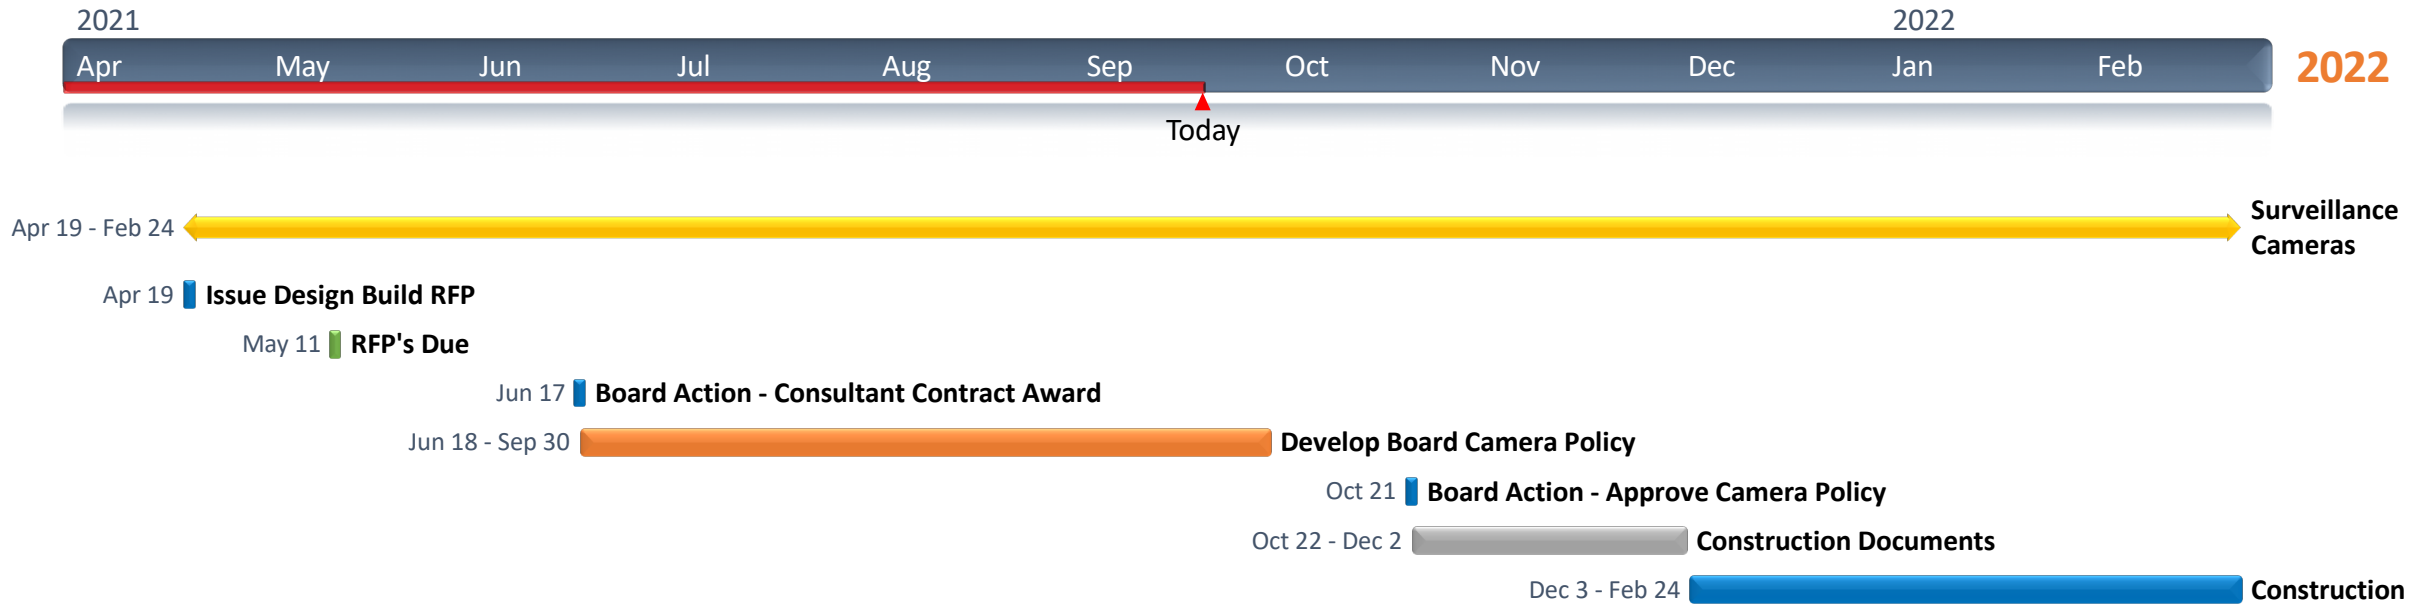 2021
2022
Apr May Jun Jul Aug Sep Oct Nov Dec Jan Feb
2022
Today
Apr 19 - Feb 24
Surveillance
Cameras
Apr 19 Issue Design Build RFP
May 11 RFP's Due
Jun 17 Board Action - Consultant Contract Award
Jun 18 - Sep 30 Develop Board Camera Policy
Oct 21 Board Action - Approve Camera Policy
Oct 22 - Dec 2 Construction Documents
Dec 3 - Feb 24 Construction